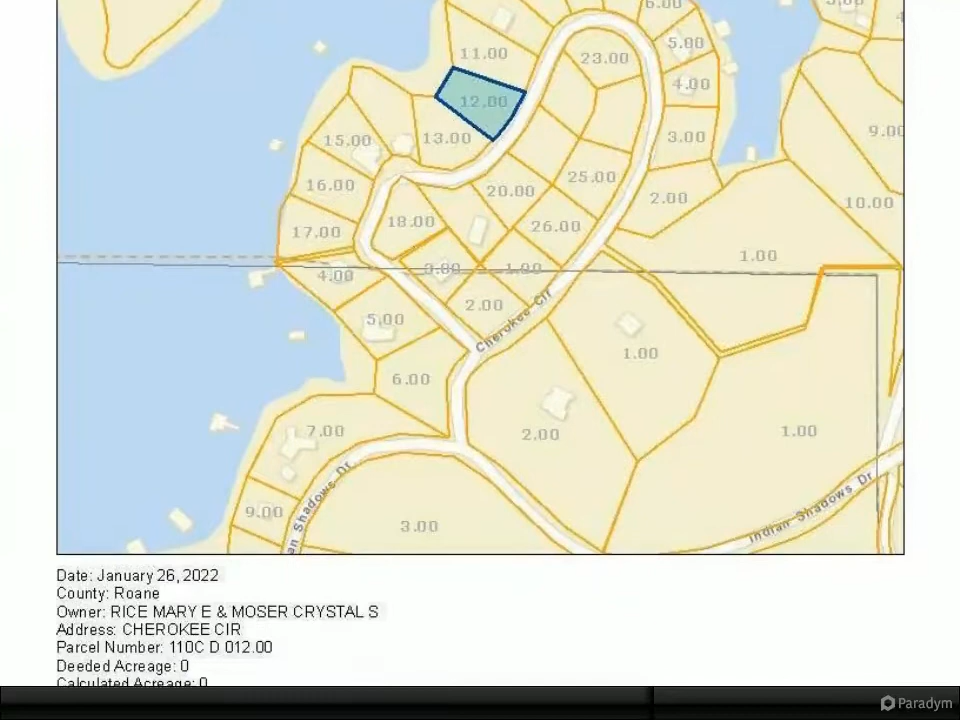 6.00
11.00
23.00
5.00
12.00
4.00
9.00
15.00
13.00
3.00
16.00
25.00
20.00
2.00
10.00
17.00
18.00
26.00
1.00
4.00
3.00
1.00
5.00
2.00
Cherokee Cir
1.00
6.00
7.00
2.00
1.00
9.00
an Shadows Dr
3.00
Indian Shadows Dr
Date: January 26, 2022
County: Roane
Owner: RICE MARY E & MOSER CRYSTAL S
Address: CHEROKEE CIR
Parcel Number: 110C D 012.00
Deeded Acreage: 0
Calculated Acreage: 0
Paradym